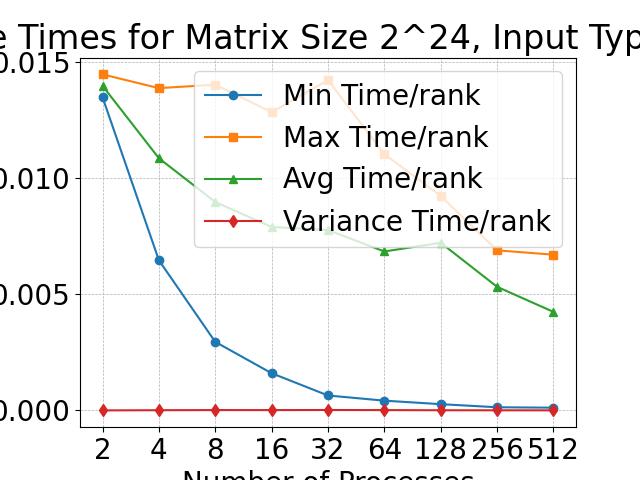 e Times for Matrix Size 2^24, Input Typ
0.015
0.010
0.005
0.000
Min Time/rank
Max Time/rank
Avg Time/rank
Variance Time/rank
2 4 8 16 32 64 128 256 512
Number of Processes